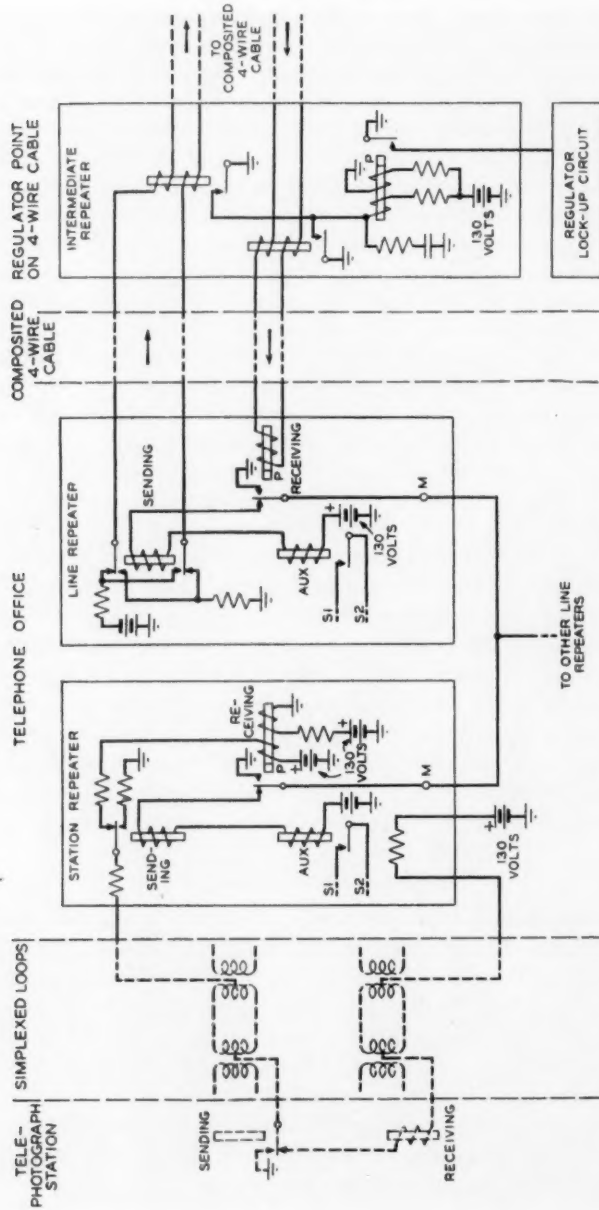 TELE-
PHOTOGRAPH
STATION
SIMPLEXED LOOPS
TELEPHONE OFFICE
COMPOSITED
4-WIRE
CABLE
REGULATOR POINT
ON 4-WIRE CABLE
SENDING
RECEIVING
STATION REPEATER
SEND-
ING
RE-
CEIVING
P
+
+
130
VOLTS
AUX
S1
S2
M
+
130
VOLTS
LINE REPEATER
SENDING
P
RECEIVING
AUX
+
130
VOLTS
S1
S2
M
TO OTHER LINE
REPEATERS
INTERMEDIATE
REPEATER
P
130
VOLTS
REGULATOR
LOCK-UP CIRCUIT
TO
COMPOSITED
4-WIRE
CABLE